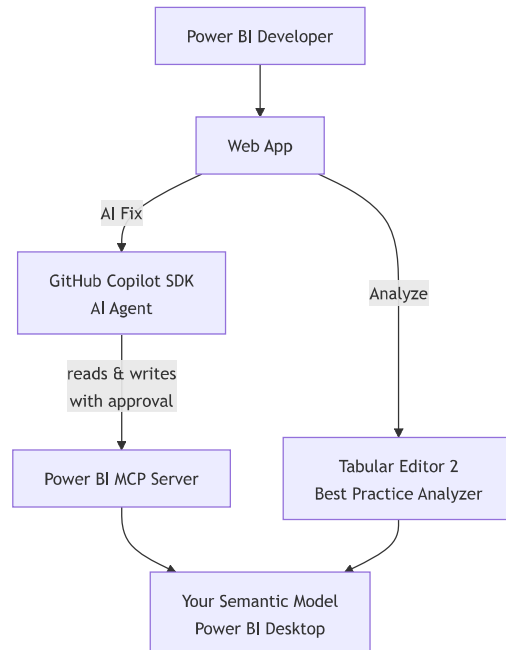 Power BI Developer
Web App
AI Fix
GitHub Copilot SDK
AI Agent
Analyze
reads & writes
with approval
Power BI MCP Server
Tabular Editor 2
Best Practice Analyzer
Your Semantic Model
Power BI Desktop